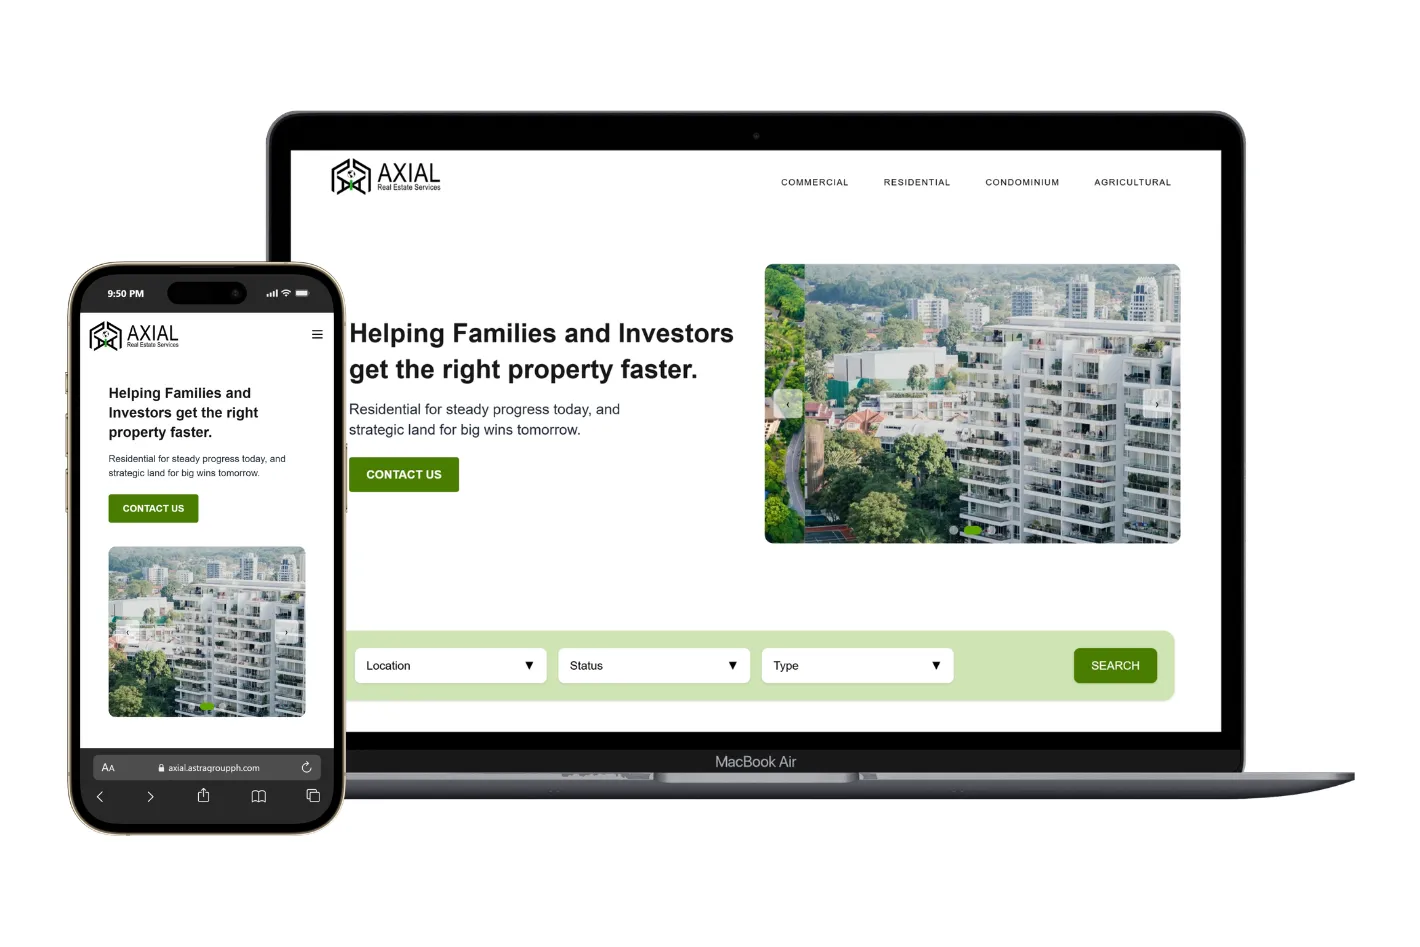 AXIAL
Real Estate Services
COMMERCIAL
RESIDENTIAL
CONDOMINIUM
AGRICULTURAL
Helping Families and Investors
get the right property faster.
Residential for steady progress today, and
strategic land for big wins tomorrow.
CONTACT US
Location
Status
Type
SEARCH
MacBook Air
9:50 PM
AXIAL
Real Estate Services
Helping Families and
Investors get the right
property faster.
Residential for steady progress today, and
strategic land for big wins tomorrow.
CONTACT US
AA
axial.astragroupph.com